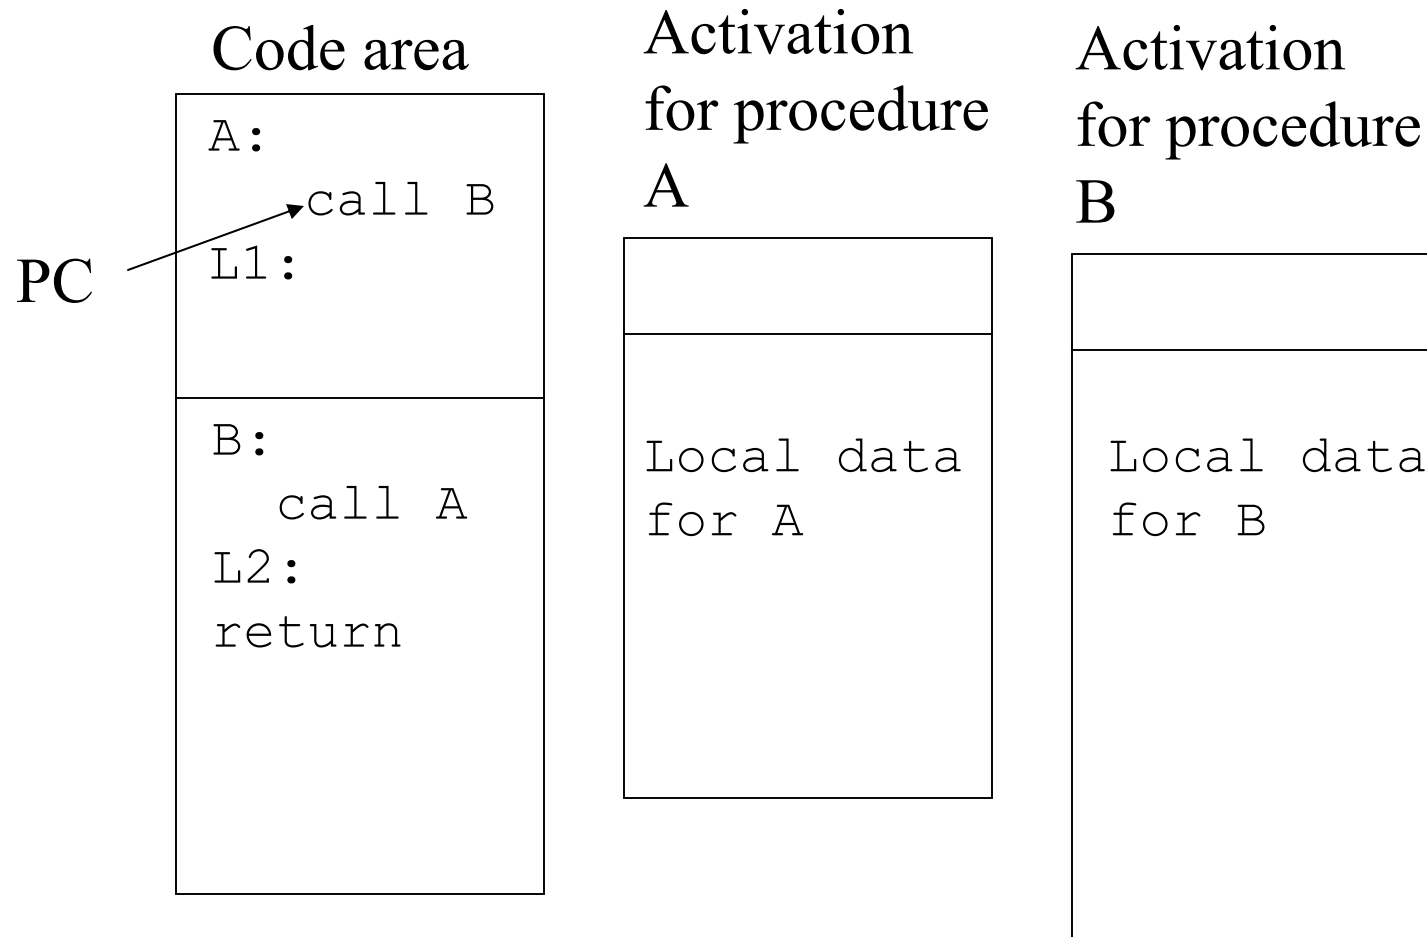 Code area
A:
call B
L1:
PC
B:
call A
L2:
return
Activation
for procedure
A
Local data
for A
Activation
for procedure
B
Local data
for B